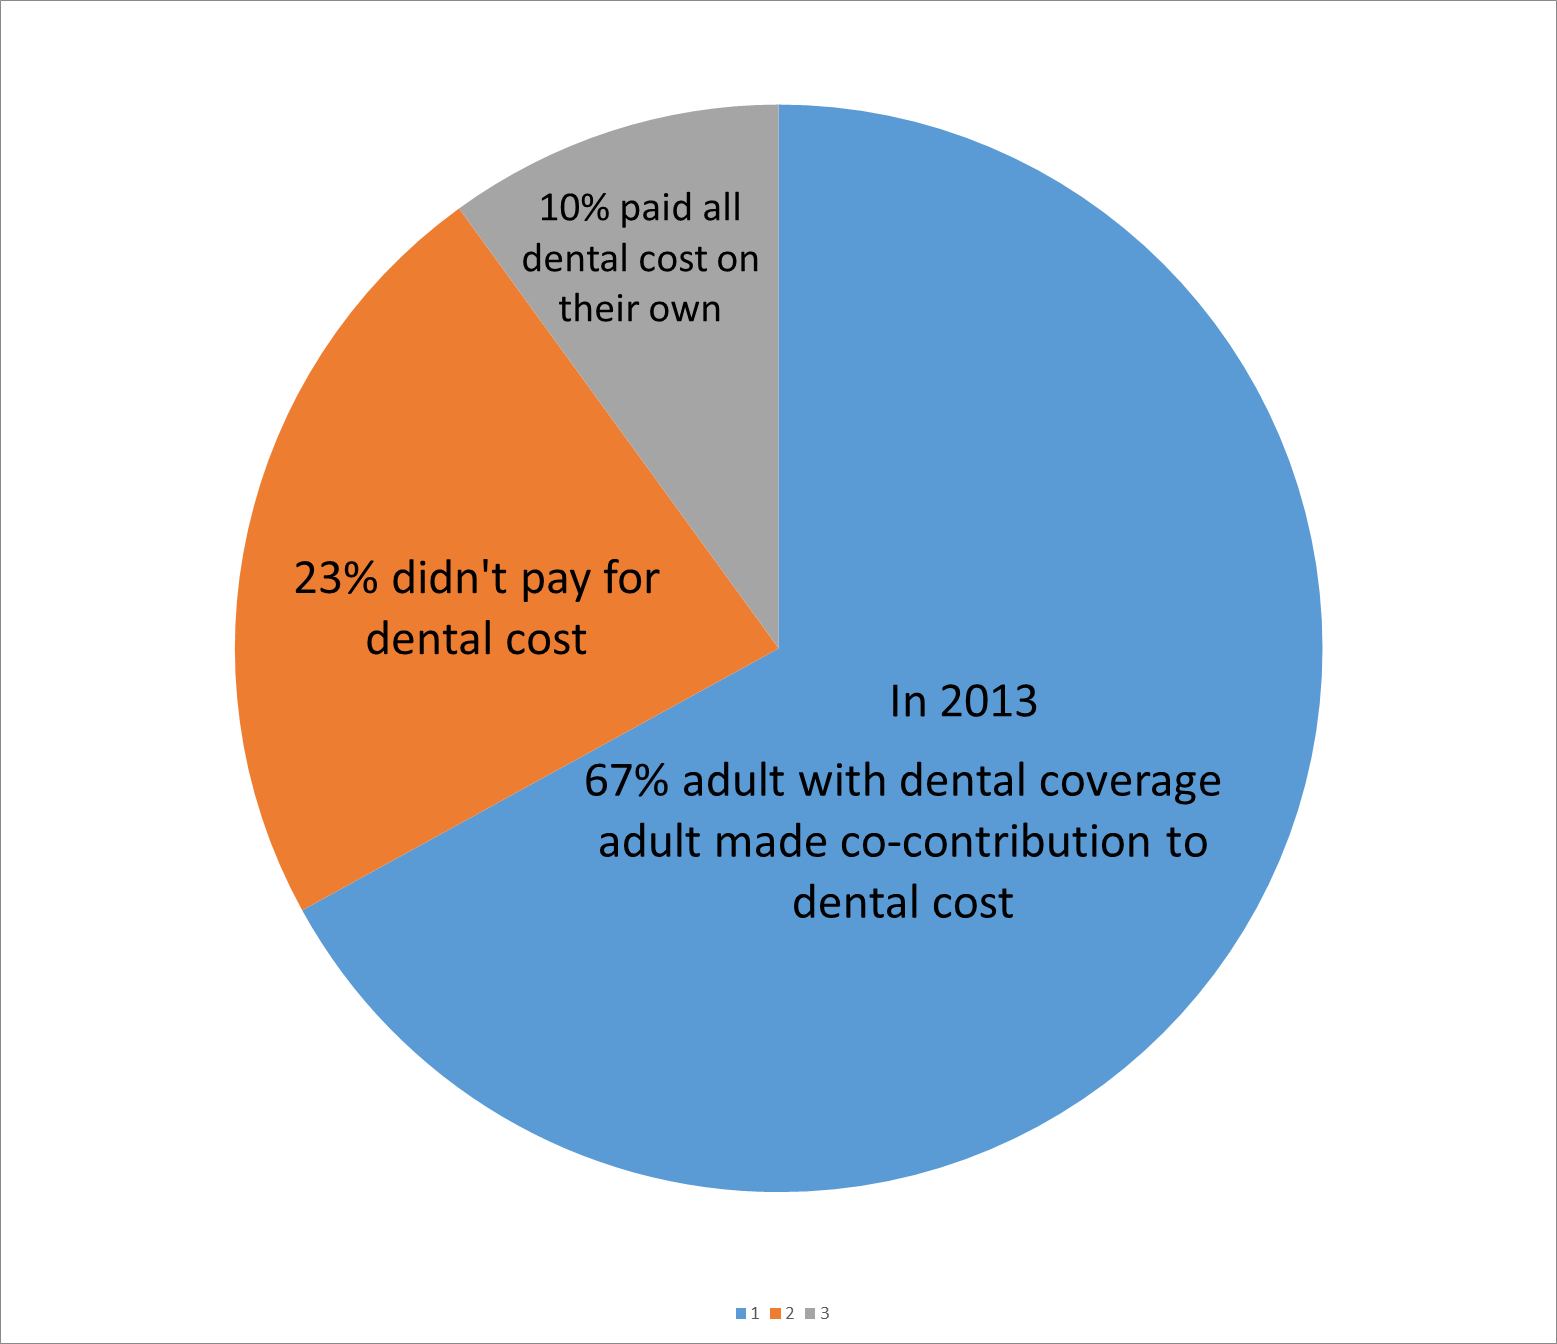 10% paid all
dental cost on
their own
23% didn't pay for
dental cost
In 2013
67% adult with dental coverage
adult made co-contribution to
dental cost
1 2 3